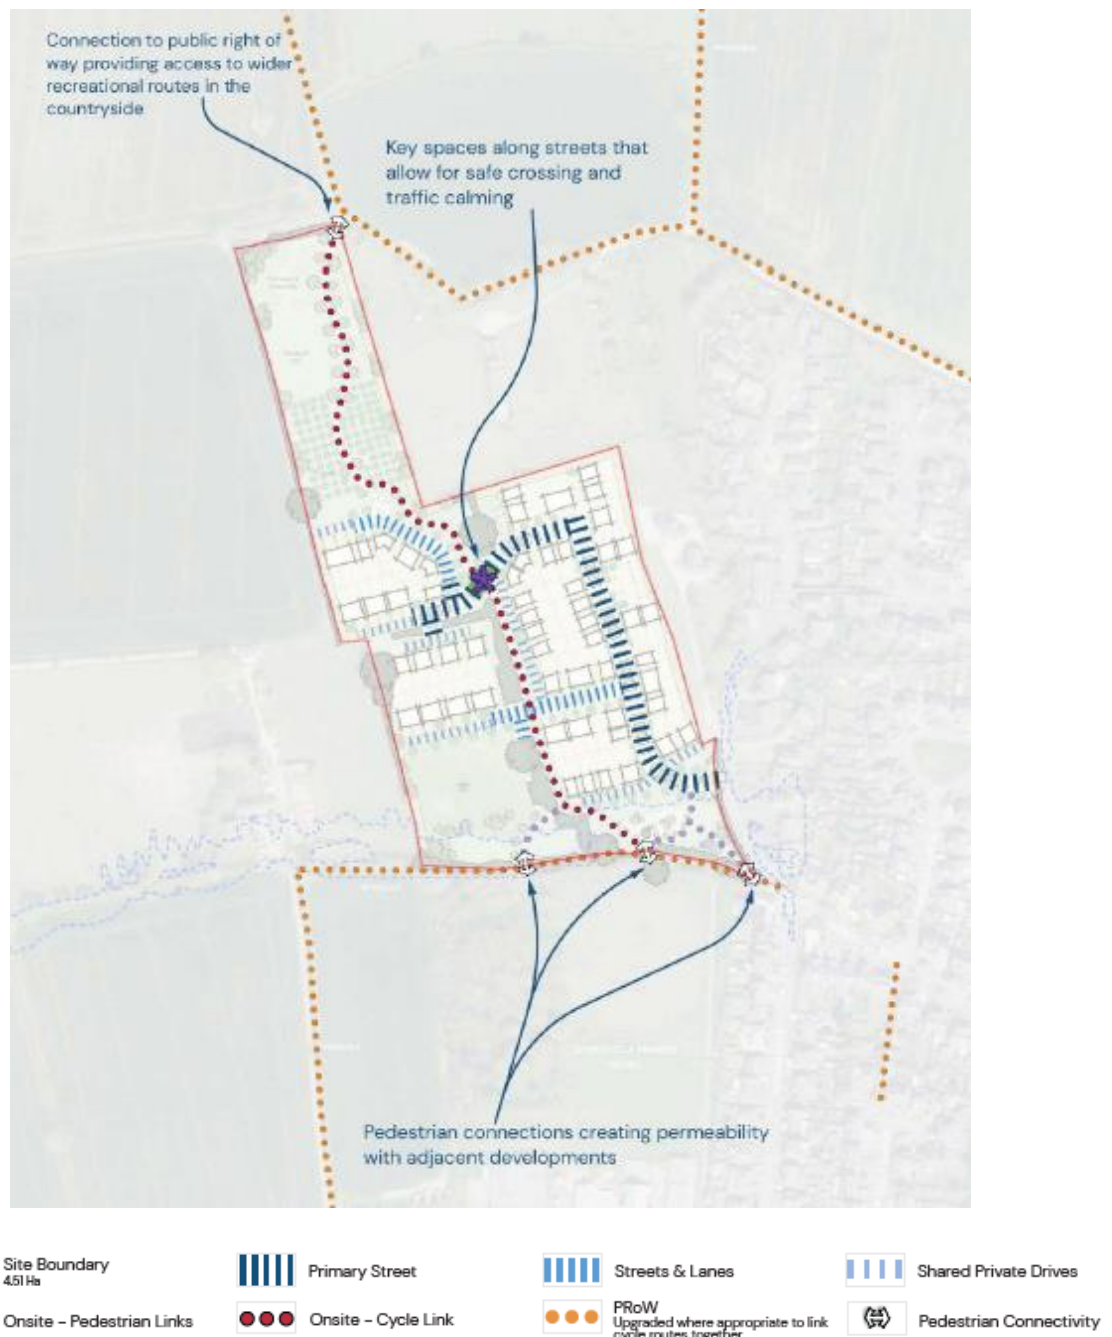 Connection to public right of
way providing access to wider
recreational routes in the
countryside
Key spaces along streets that
allow for safe crossing and
traffic calming
Pedestrian connections creating permeability
with adjacent developments
Site Boundary
4.51 Ha
Primary Street
Streets & Lanes
Shared Private Drives
Onsite - Pedestrian Links
Onsite - Cycle Link
PRoW
Upgraded where appropriate to link
cycle routes together
Pedestrian Connectivity